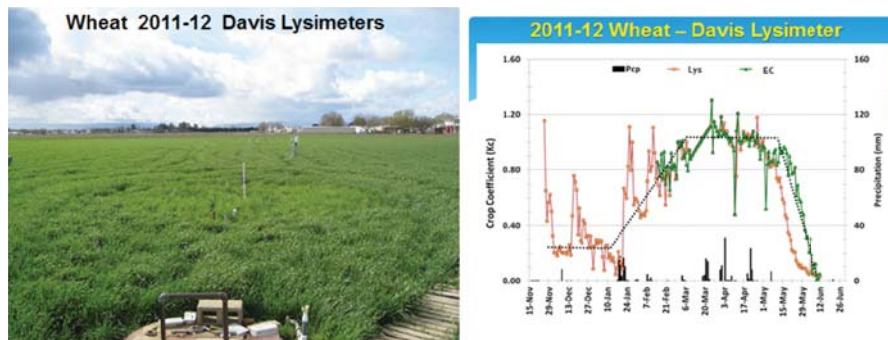 Wheat 2011-12 Davis Lysimeters
2011-12 Wheat – Davis Lysimeter
Pcp Lys EC
1.60 160
1.20 120
0.80 80
0.40 40
0.00 0
Crop Coefficient (Kc)
Precipitation (mm)
15-Nov 29-Nov 13-Dec 27-Dec 10-Jan 24-Jan 7-Feb 21-Feb 6-Mar 20-Mar 3-Apr 17-Apr 1-May 15-May 29-May 12-Jun 26-Jun